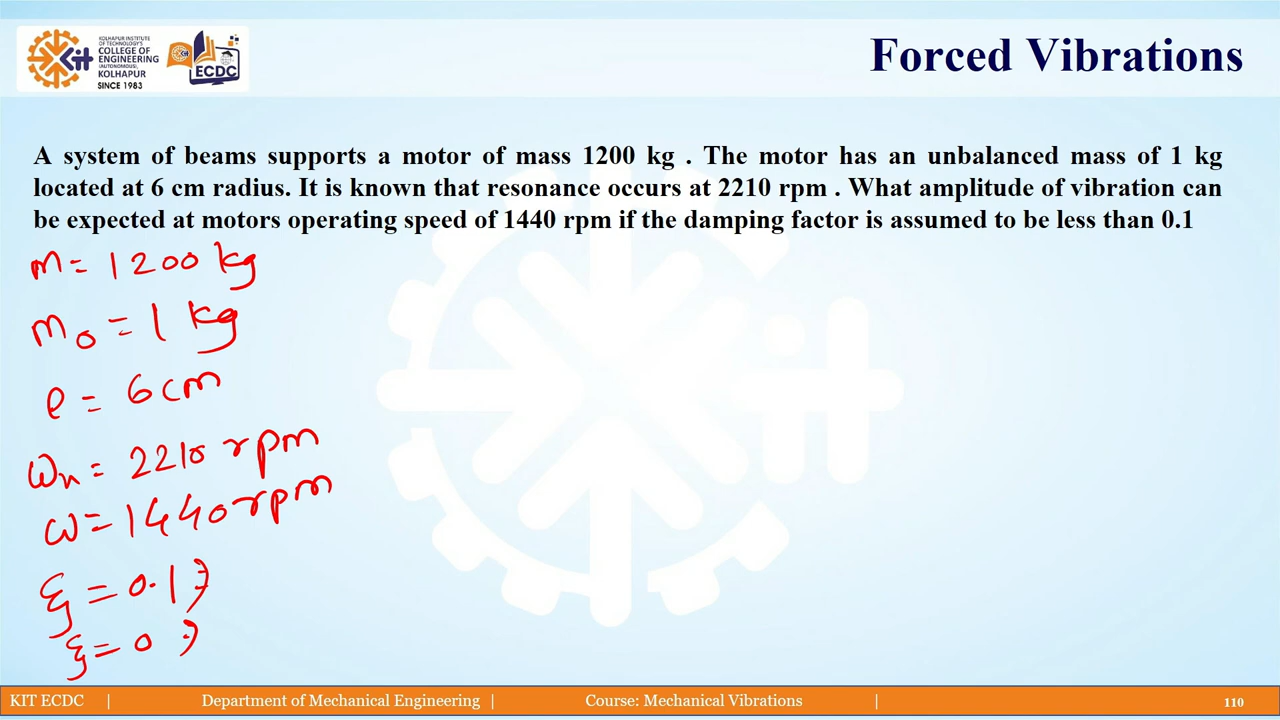 KOLHAPUR INSTITUTE
OF TECHNOLOGY'S
COLLEGE OF
ENGINEERING
(AUTONOMOUS)
KOLHAPUR
SINCE 1983
Kit
ECDC
Forced Vibrations
A system of beams supports a motor of mass 1200 kg . The motor has an unbalanced mass of 1 kg
located at 6 cm radius. It is known that resonance occurs at 2210 rpm . What amplitude of vibration can
be expected at motors operating speed of 1440 rpm if the damping factor is assumed to be less than 0.1
m = 1200 kg
m₀ = 1 kg
e = 6 cm
ωₙ = 2210 rpm
ω = 1440 rpm
ξ = 0.1 ?
ξ = 0 ?
KIT ECDC | Department of Mechanical Engineering | Course: Mechanical Vibrations | 110